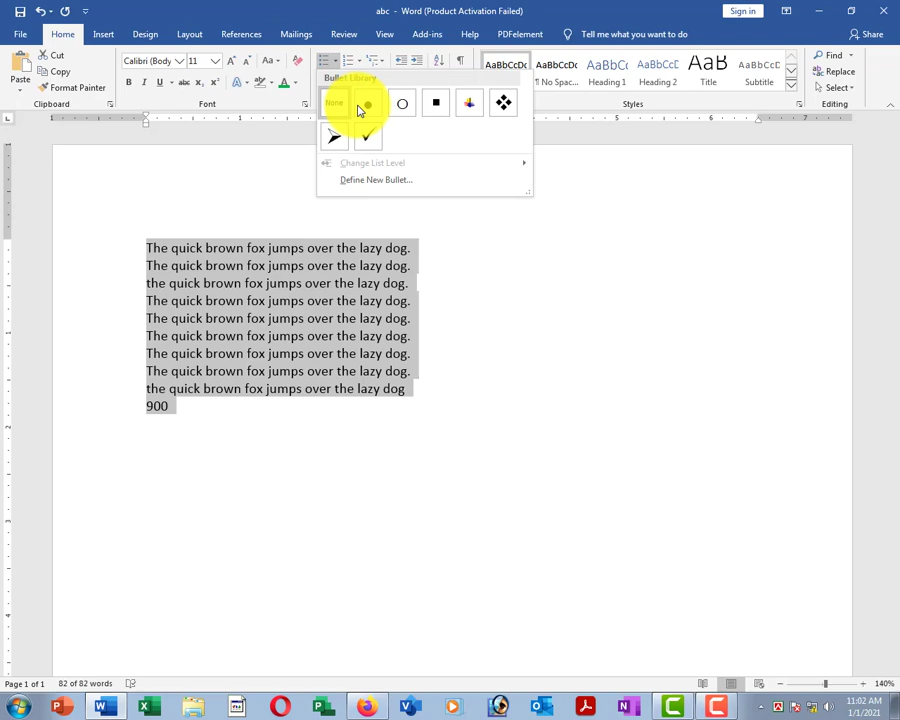 abc - Word (Product Activation Failed)
Sign in
File Home Insert Design Layout References Mailings Review View Add-ins Help PDFelement Tell me what you want to do Share
Paste
Cut
Copy
Format Painter
Clipboard
Calibri (Body 11
Aa
B I U abc x₂ x²
Font
Bullet Library
None
Change List Level
Define New Bullet...
AaBbCcDc AaBbCcDc AaBbCc AaBbCcD AaB AaBbCcD
Heading 1 Heading 2 Title Subtitle
Styles
Find
Replace
Select
Editing
The quick brown fox jumps over the lazy dog.
The quick brown fox jumps over the lazy dog.
the quick brown fox jumps over the lazy dog.
The quick brown fox jumps over the lazy dog.
The quick brown fox jumps over the lazy dog.
The quick brown fox jumps over the lazy dog.
The quick brown fox jumps over the lazy dog.
The quick brown fox jumps over the lazy dog.
the quick brown fox jumps over the lazy dog
900
Page 1 of 1 82 of 82 words 140%
11:02 AM
1/1/2021